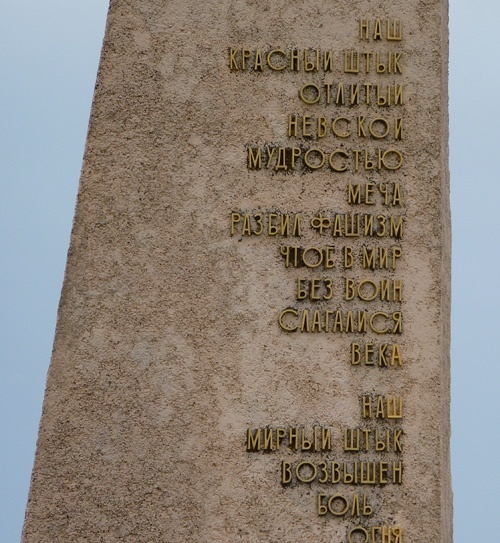 НАШ
КРАСНЫЙ ШТЫК
ОТЛИТЫЙ
НЕВСКОЙ
МУДРОСТЬЮ
МЕЧА
РАЗБИЛ ФАШИЗМ
ЧТОБ В МИР
БЕЗ ВОЙН
СЛАГАЛИСЯ
ВЕКА
НАШ
МИРНЫЙ ШТЫК
ВОЗВЫШЕН
БОЛЬ
ОГНЯ